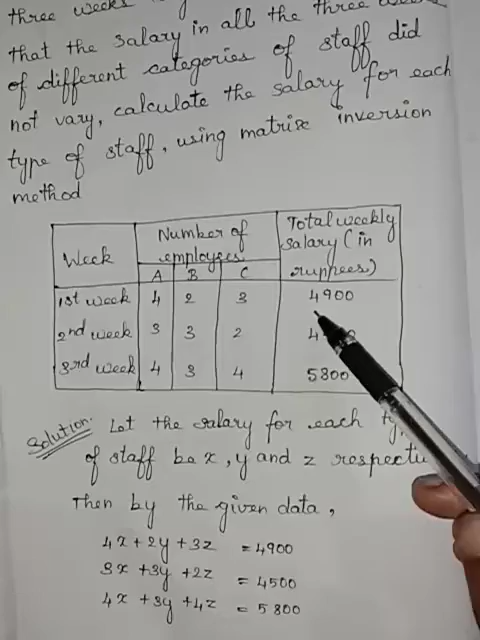 three weeks
that the salary in all the three
of different categories of staff did
not vary, calculate the salary for each
type of staff, using matrix inversion
method
Week Number of employees Total weekly salary (in ruppees)
A B C
1st week 4 2 3 4900
2nd week 3 3 2
3rd week 4 3 4 5800
Solution. Let the salary for each
of staff be x, y and z
Then by the given data,
4x + 2y + 3z = 4900
3x + 3y + 2z = 4500
4x + 3y + 4z = 5800